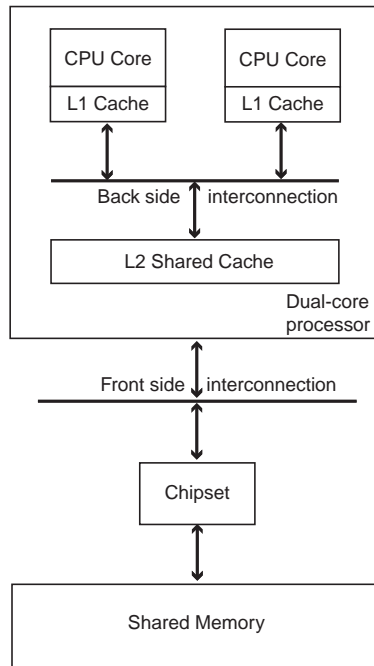 CPU Core
CPU Core
L1 Cache
L1 Cache
Back side interconnection
L2 Shared Cache
Dual-core
processor
Front side interconnection
Chipset
Shared Memory